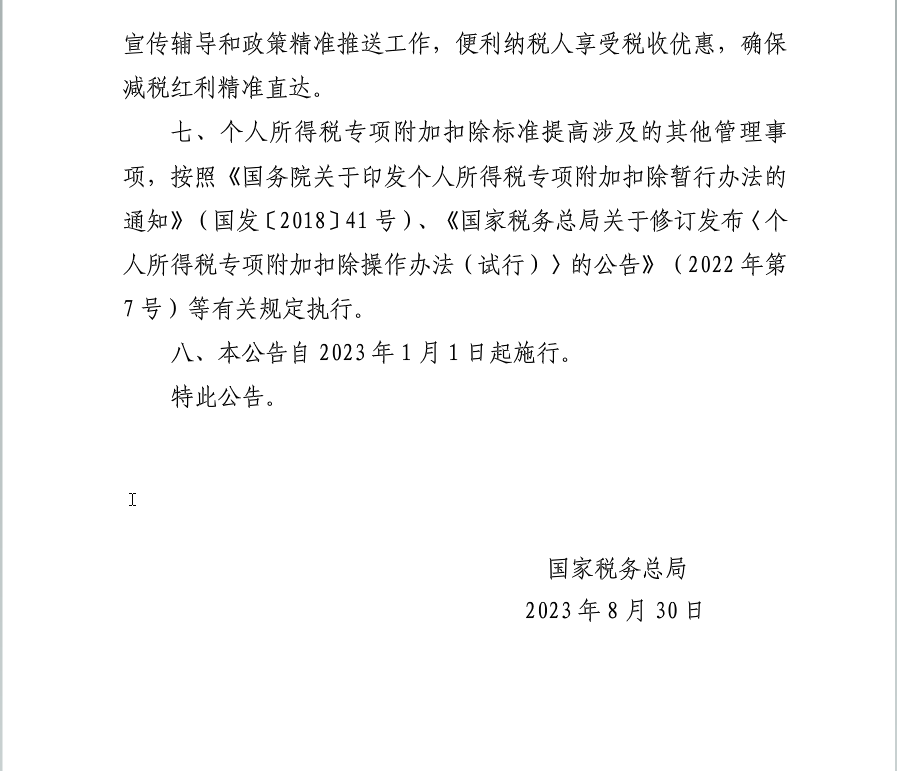 宣传辅导和政策精准推送工作，便利纳税人享受税收优惠，确保
减税红利精准直达。
七、个人所得税专项附加扣除标准提高涉及的其他管理事
项，按照《国务院关于印发个人所得税专项附加扣除暂行办法的
通知》（国发〔2018〕41号）、《国家税务总局关于修订发布〈个
人所得税专项附加扣除操作办法（试行）〉的公告》（2022年第
7号）等有关规定执行。
八、本公告自2023年1月1日起施行。
特此公告。
国家税务总局
2023年8月30日